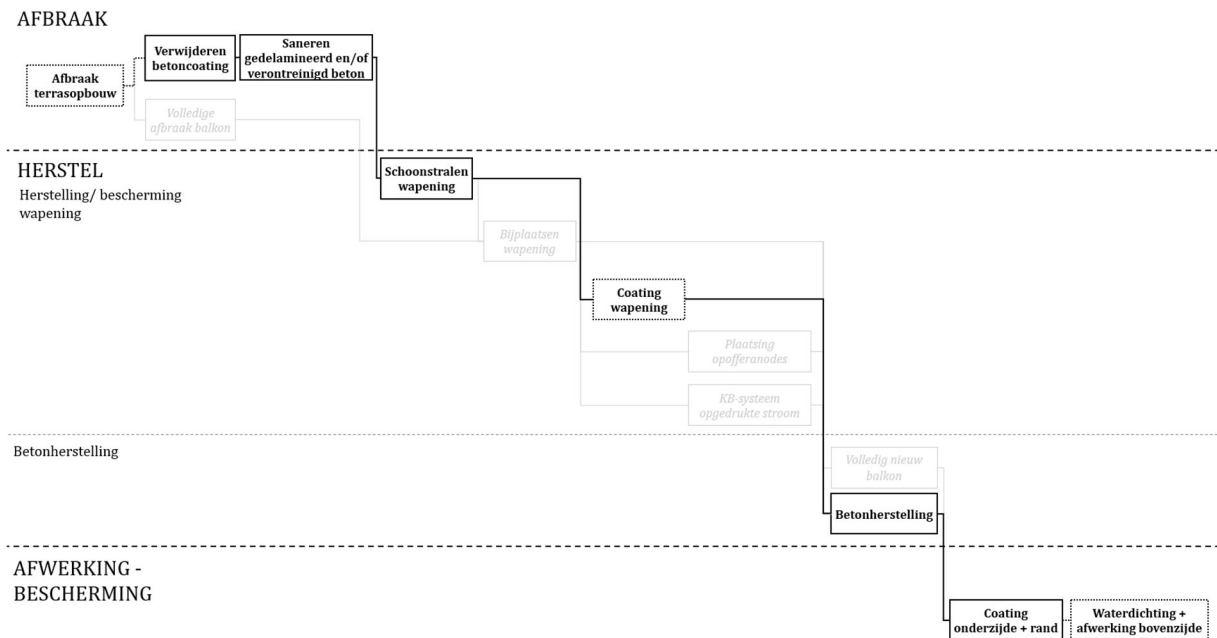 AFBRAAK
Verwijderen
betoncoating
Saneren
gedelamineerd en/of
verontreinigd beton
Afbraak
terrasopbouw
Volledige
afbraak balkon
HERSTEL
Herstelling/ bescherming
wapening
Schoonstralen
wapening
Bijplaatsen
wapening
Coating
wapening
Plaatsing
opofferanodes
KB-systeem
opgedrukte stroom
Betonherstelling
Volledig nieuw
balkon
Betonherstelling
AFWERKING -
BESCHERMING
Coating
onderzijde + rand
Waterdichting +
afwerking bovenzijde